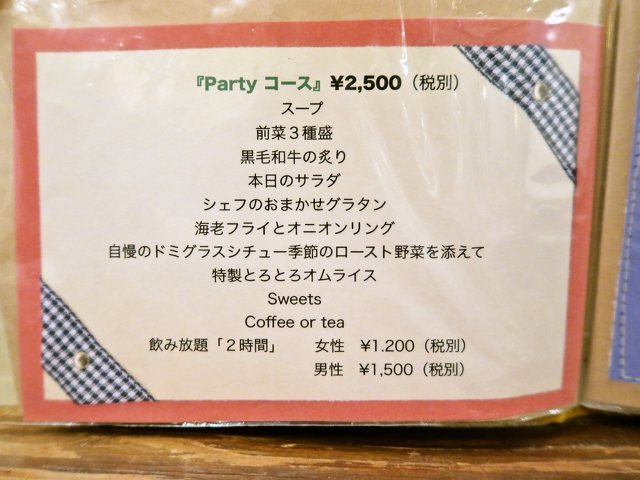 『Party コース』¥2,500（税別）
スープ
前菜３種盛
黒毛和牛の炙り
本日のサラダ
シェフのおまかせグラタン
海老フライとオニオンリング
自慢のドミグラスシチュー季節のロースト野菜を添えて
特製とろとろオムライス
Sweets
Coffee or tea
飲み放題「２時間」 女性 ¥1.200（税別）
男性 ¥1,500（税別）